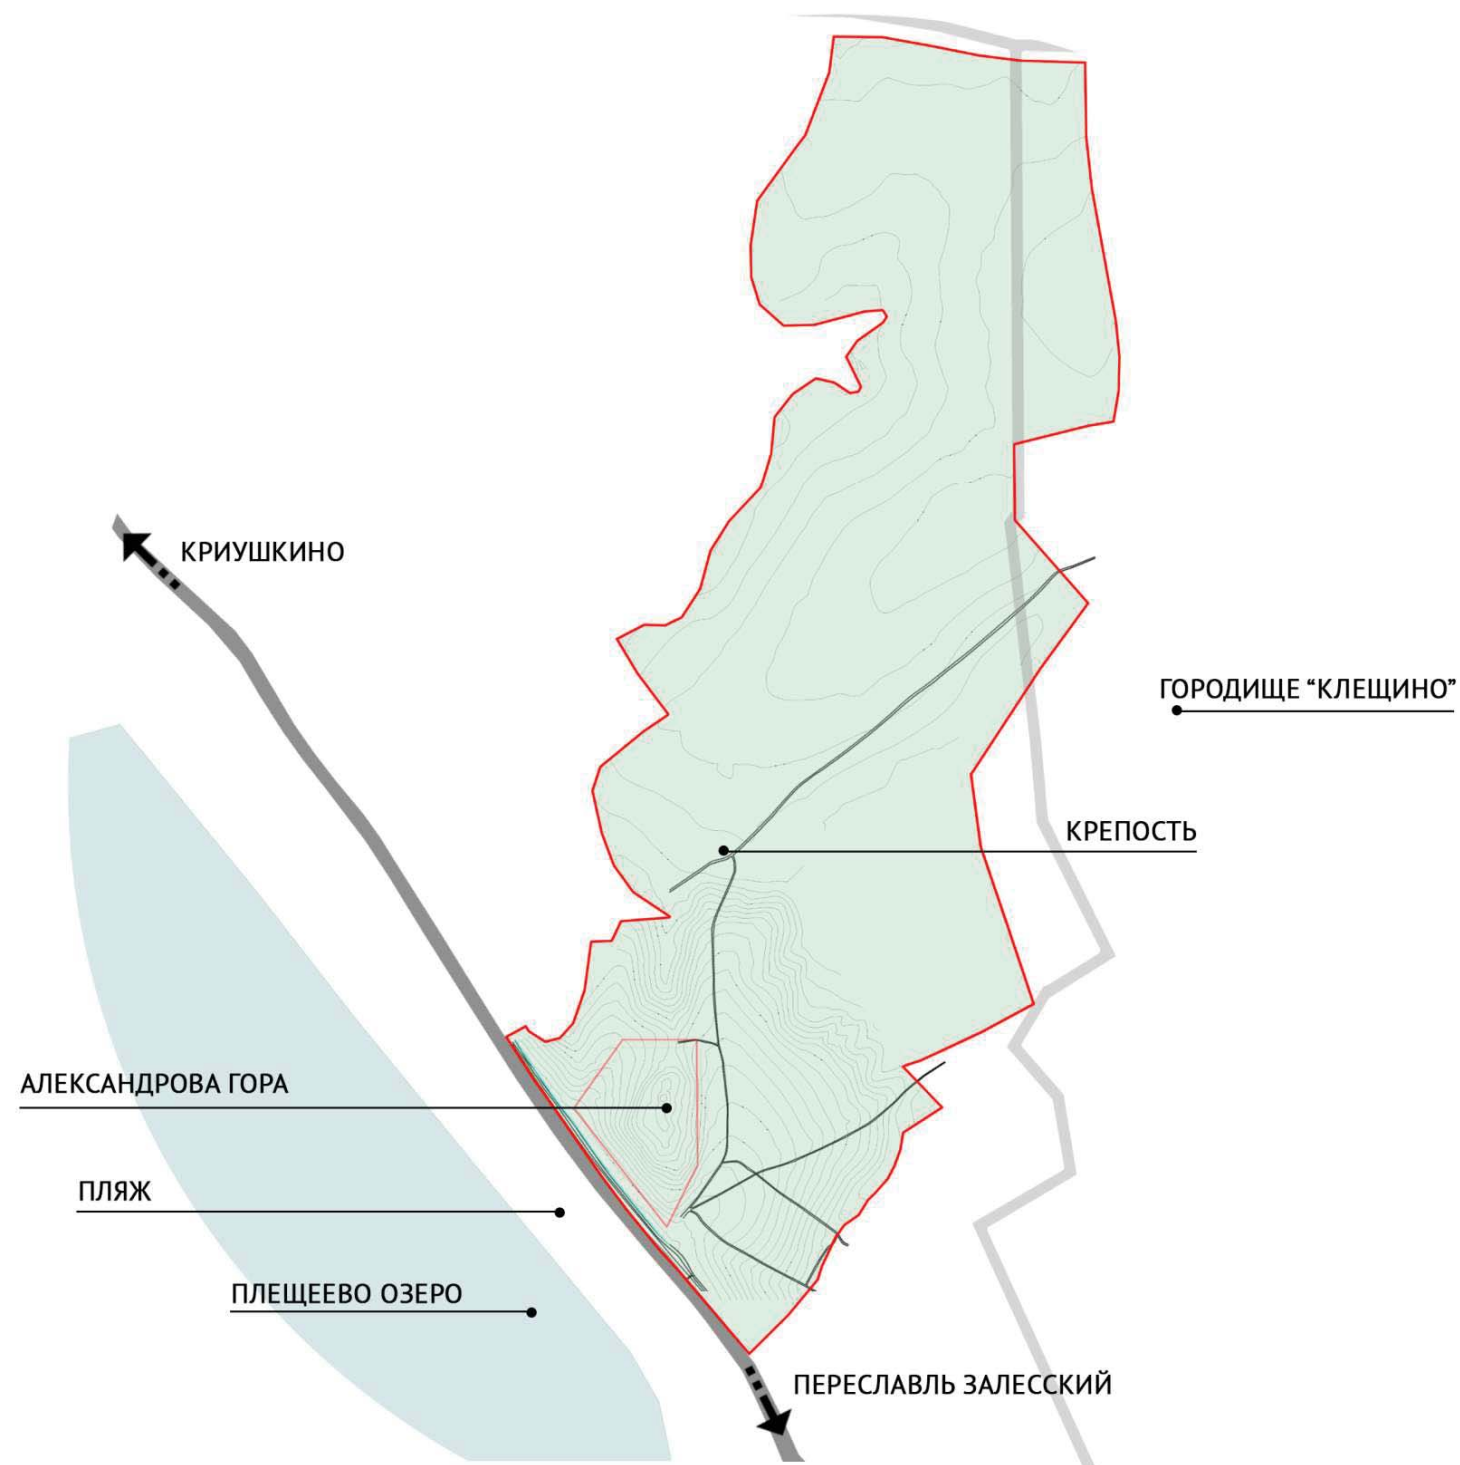 КРИУШКИНО
ГОРОДИЩЕ “КЛЕЩИНО”
КРЕПОСТЬ
АЛЕКСАНДРОВА ГОРА
ПЛЯЖ
ПЛЕЩЕЕВО ОЗЕРО
ПЕРЕСЛАВЛЬ ЗАЛЕССКИЙ